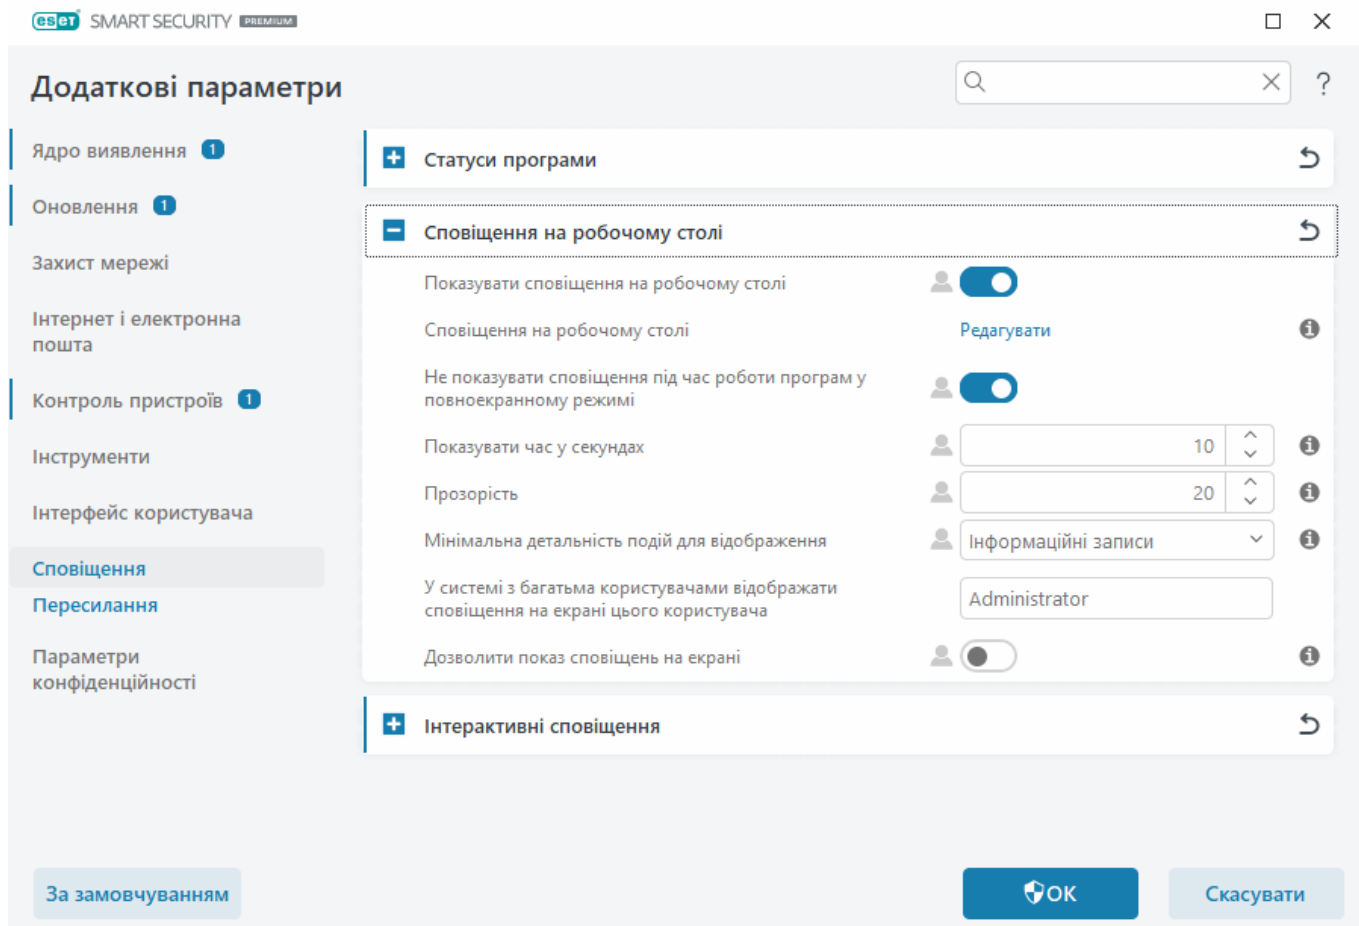 eset SMART SECURITY PREMIUM
Додаткові параметри
?
Ядро виявлення 1
Оновлення 1
Захист мережі
Інтернет і електронна
пошта
Контроль пристроїв 1
Інструменти
Інтерфейс користувача
Сповіщення
Пересилання
Параметри
конфіденційності
Статуси програми
Сповіщення на робочому столі
Показувати сповіщення на робочому столі
Сповіщення на робочому столі Редагувати
Не показувати сповіщення під час роботи програм у
повноекранному режимі
Показувати час у секундах 10
Прозорість 20
Мінімальна детальність подій для відображення Інформаційні записи
У системі з багатьма користувачами відображати
сповіщення на екрані цього користувача Administrator
Дозволити показ сповіщень на екрані
Інтерактивні сповіщення
За замовчуванням
ОК
Скасувати